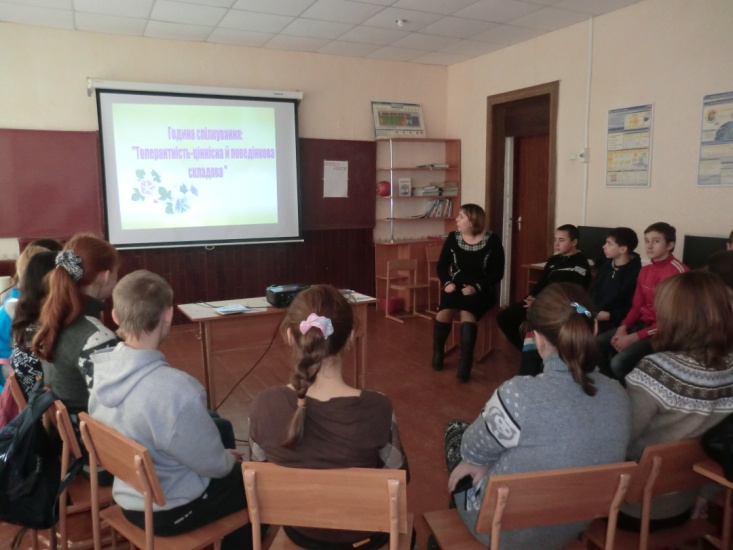 Година спілкування:
"Толерантність-ціннісна й поведінкова
складова"